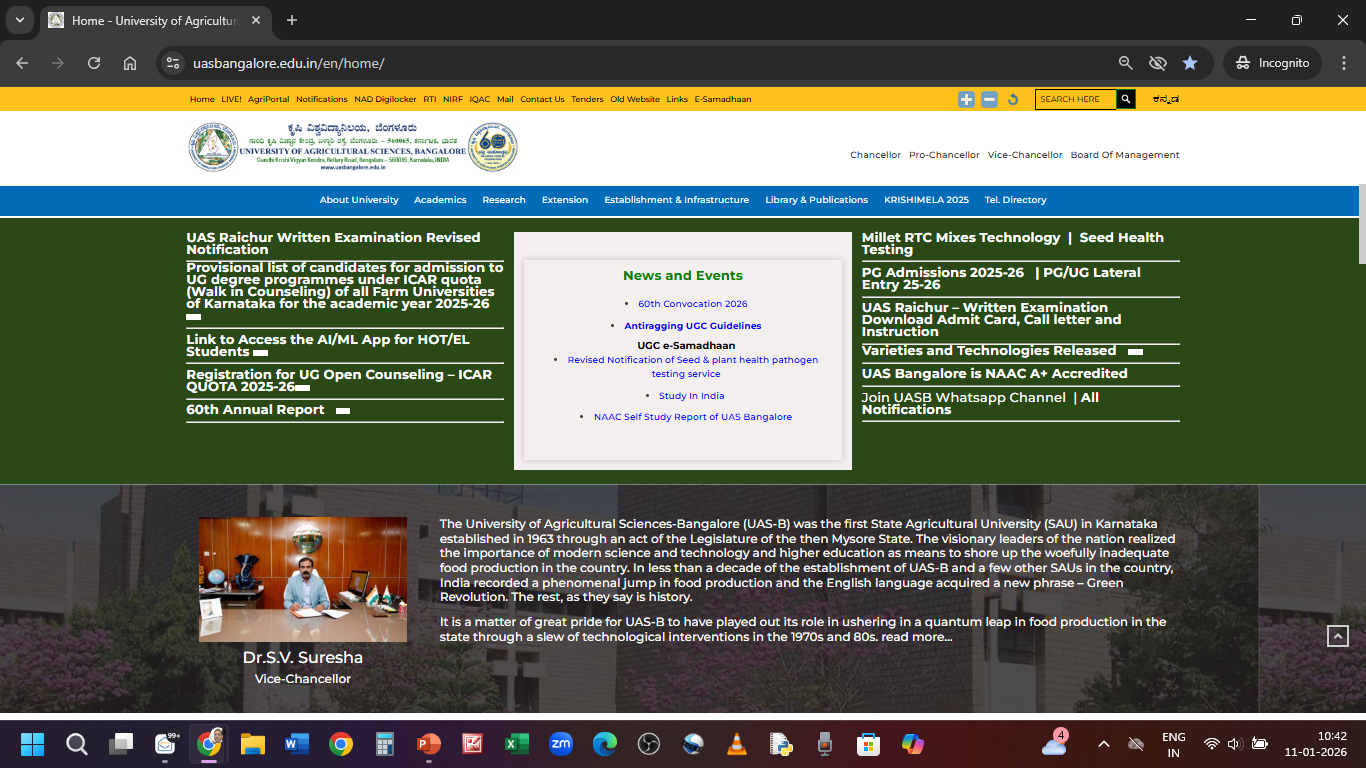 Home - University of Agricultur
uasbangalore.edu.in/en/home/
Incognito
Home LIVE! AgriPortal Notifications NAD Digilocker RTI NIRF IQAC Mail Contact Us Tenders Old Website Links E-Samadhaan
SEARCH HERE
ಕನ್ನಡ
ಕೃಷಿ ವಿಶ್ವವಿದ್ಯಾನಿಲಯ, ಬೆಂಗಳೂರು
ಗಾಂಧಿ ಕೃಷಿ ವಿಜ್ಞಾನ ಕೇಂದ್ರ, ಬಳ್ಳಾರಿ ರಸ್ತೆ, ಬೆಂಗಳೂರು – 560065, ಕರ್ನಾಟಕ, ಭಾರತ
UNIVERSITY OF AGRICULTURAL SCIENCES, BANGALORE
Gandhi Krishi Vigyan Kendra, Bellary Road, Bengaluru – 560065, Karnataka, INDIA
www.uasbangalore.edu.in
Chancellor Pro-Chancellor Vice-Chancellor Board Of Management
About University Academics Research Extension Establishment & Infrastructure Library & Publications KRISHIMELA 2025 Tel. Directory
UAS Raichur Written Examination Revised
Notification
Provisional list of candidates for admission to
UG degree programmes under ICAR quota
(Walk in Counseling) of all Farm Universities
of Karnataka for the academic year 2025-26
Link to Access the AI/ML App for HOT/EL
Students
Registration for UG Open Counseling – ICAR
QUOTA 2025-26
60th Annual Report
News and Events
• 60th Convocation 2026
• Antiragging UGC Guidelines
UGC e-Samadhaan
• Revised Notification of Seed & plant health pathogen
testing service
• Study In India
• NAAC Self Study Report of UAS Bangalore
Millet RTC Mixes Technology | Seed Health
Testing
PG Admissions 2025-26 | PG/UG Lateral
Entry 25-26
UAS Raichur – Written Examination
Download Admit Card, Call letter and
Instruction
Varieties and Technologies Released
UAS Bangalore is NAAC A+ Accredited
Join UASB Whatsapp Channel | All
Notifications
The University of Agricultural Sciences-Bangalore (UAS-B) was the first State Agricultural University (SAU) in Karnataka
established in 1963 through an act of the Legislature of the then Mysore State. The visionary leaders of the nation realized
the importance of modern science and technology and higher education as means to shore up the woefully inadequate
food production in the country. In less than a decade of the establishment of UAS-B and a few other SAUs in the country,
India recorded a phenomenal jump in food production and the English language acquired a new phrase – Green
Revolution. The rest, as they say is history.
It is a matter of great pride for UAS-B to have played out its role in ushering in a quantum leap in food production in the
state through a slew of technological interventions in the 1970s and 80s. read more...
Dr.S.V. Suresha
Vice-Chancellor
99+
zm
4
ENG
IN
10:42
11-01-2026